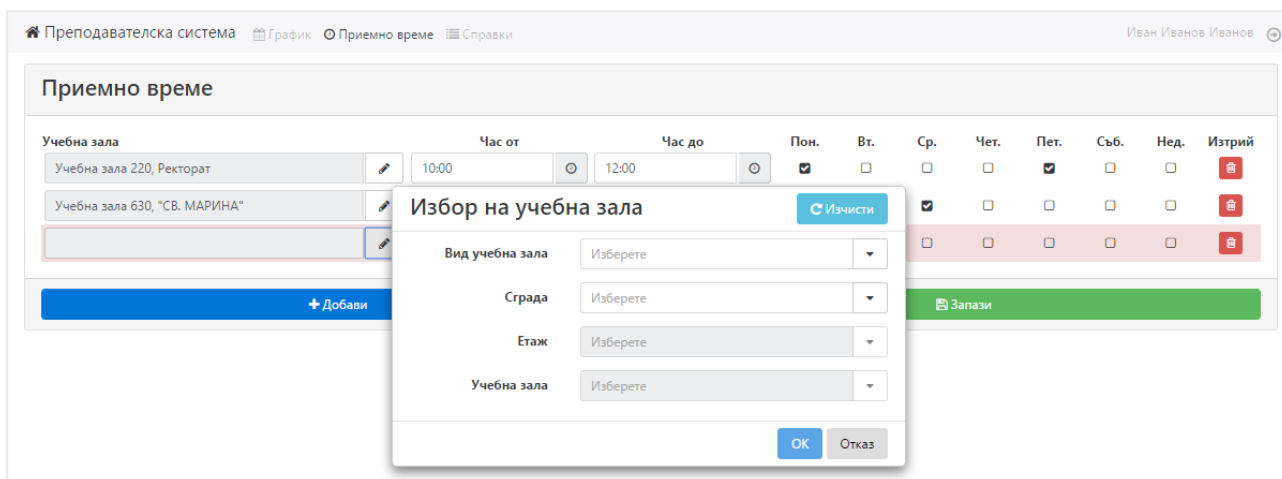 Преподавателска система График Приемно време Справки Иван Иванов Иванов
Приемно време
Учебна зала Час от Час до Пон. Вт. Ср. Чет. Пет. Съб. Нед. Изтрий
Учебна зала 220, Ректорат 10:00 12:00
Учебна зала 630, "СВ. МАРИНА"
Избор на учебна зала Изчисти
Вид учебна зала Изберете
Сграда Изберете
Етаж Изберете
Учебна зала Изберете
OK Отказ
Добави Запази